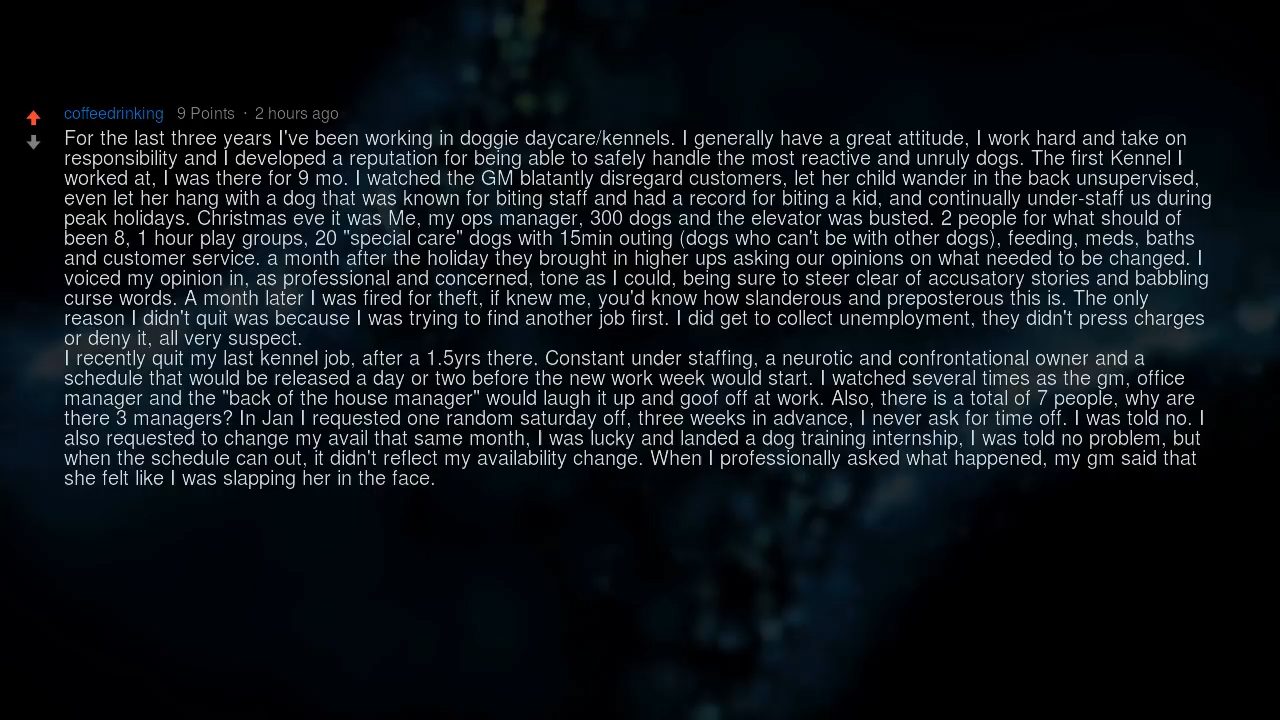 coffeedrinking 9 Points · 2 hours ago
For the last three years I've been working in doggie daycare/kennels. I generally have a great attitude, I work hard and take on
responsibility and I developed a reputation for being able to safely handle the most reactive and unruly dogs. The first Kennel I
worked at, I was there for 9 mo. I watched the GM blatantly disregard customers, let her child wander in the back unsupervised,
even let her hang with a dog that was known for biting staff and had a record for biting a kid, and continually under-staff us during
peak holidays. Christmas eve it was Me, my ops manager, 300 dogs and the elevator was busted. 2 people for what should of
been 8, 1 hour play groups, 20 "special care" dogs with 15min outing (dogs who can't be with other dogs), feeding, meds, baths
and customer service. a month after the holiday they brought in higher ups asking our opinions on what needed to be changed. I
voiced my opinion in, as professional and concerned, tone as I could, being sure to steer clear of accusatory stories and babbling
curse words. A month later I was fired for theft, if knew me, you'd know how slanderous and preposterous this is. The only
reason I didn't quit was because I was trying to find another job first. I did get to collect unemployment, they didn't press charges
or deny it, all very suspect.
I recently quit my last kennel job, after a 1.5yrs there. Constant under staffing, a neurotic and confrontational owner and a
schedule that would be released a day or two before the new work week would start. I watched several times as the gm, office
manager and the "back of the house manager" would laugh it up and goof off at work. Also, there is a total of 7 people, why are
there 3 managers? In Jan I requested one random saturday off, three weeks in advance, I never ask for time off. I was told no. I
also requested to change my avail that same month, I was lucky and landed a dog training internship, I was told no problem, but
when the schedule can out, it didn't reflect my availability change. When I professionally asked what happened, my gm said that
she felt like I was slapping her in the face.